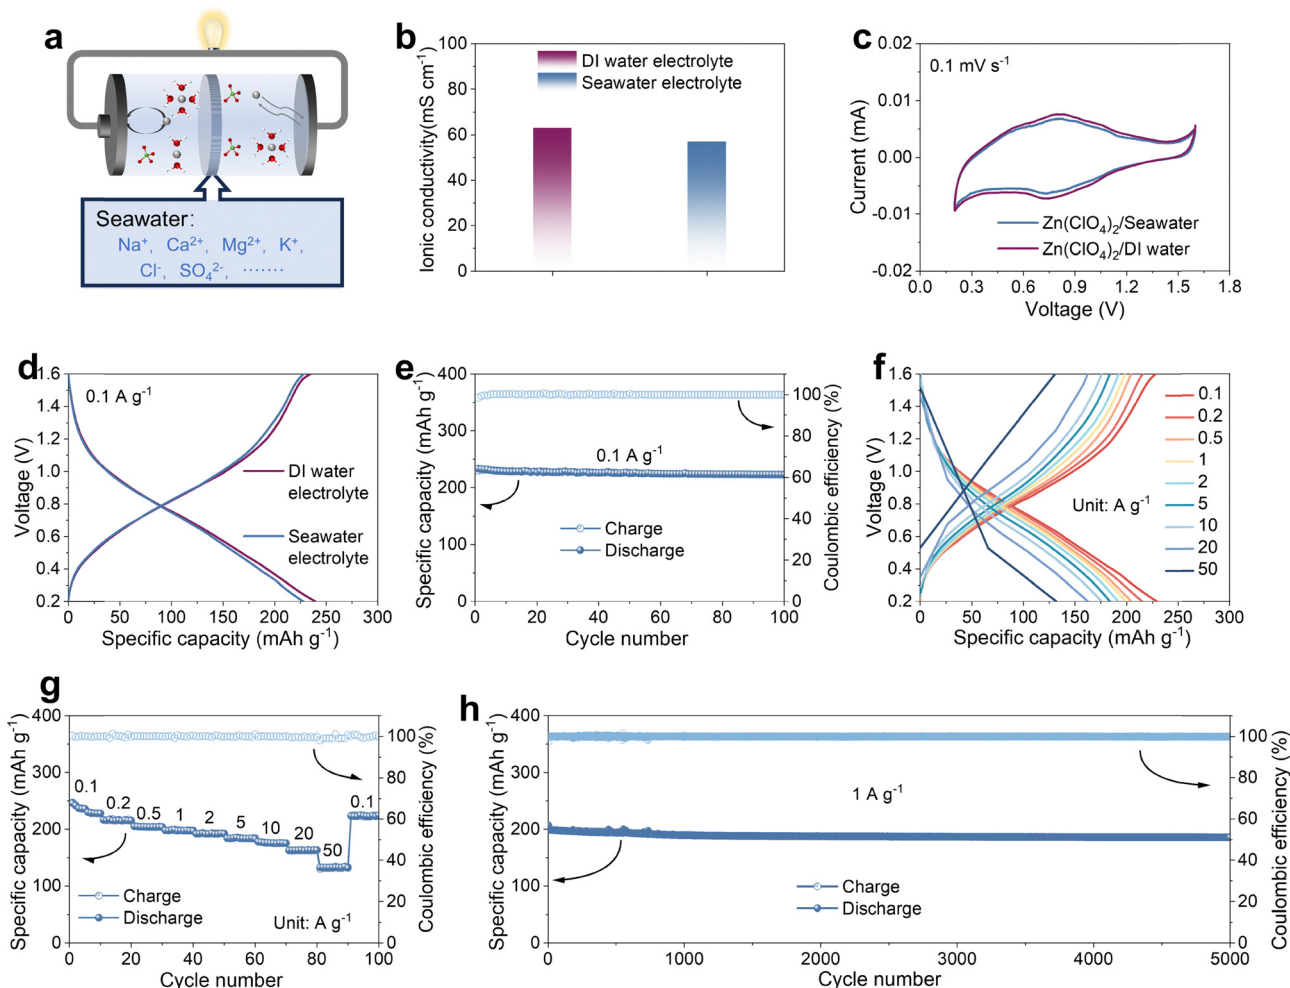 a
Seawater:
Na⁺, Ca²⁺, Mg²⁺, K⁺,
Cl⁻, SO₄²⁻, ·······
b
Ionic conductivity(mS cm⁻¹)
100
80
60
40
20
0
DI water electrolyte
Seawater electrolyte
c
Current (mA)
0.02
0.01
0.00
-0.01
-0.02
0.1 mV s⁻¹
Zn(ClO₄)₂/Seawater
Zn(ClO₄)₂/DI water
0.0 0.3 0.6 0.9 1.2 1.5 1.8
Voltage (V)
d
Voltage (V)
1.6
1.4
1.2
1.0
0.8
0.6
0.4
0.2
0.1 A g⁻¹
DI water
electrolyte
Seawater
electrolyte
0 50 100 150 200 250 300
Specific capacity (mAh g⁻¹)
e
Specific capacity (mAh g⁻¹)
400
300
200
100
0
0.1 A g⁻¹
Charge
Discharge
100
80
60
40
20
0
Coulombic efficiency (%)
0 20 40 60 80 100
Cycle number
f
Voltage (V)
1.6
1.4
1.2
1.0
0.8
0.6
0.4
0.2
0.1
0.2
0.5
1
2
5
10
20
50
Unit: A g⁻¹
0 50 100 150 200 250 300
Specific capacity (mAh g⁻¹)
g
Specific capacity (mAh g⁻¹)
400
300
200
100
0
0.1 0.2 0.5 1 2 5 10 20 50 0.1
Charge
Discharge
Unit: A g⁻¹
100
80
60
40
20
0
Coulombic efficiency (%)
0 20 40 60 80 100
Cycle number
h
Specific capacity (mAh g⁻¹)
400
300
200
100
0
1 A g⁻¹
Charge
Discharge
100
80
60
40
20
0
Coulombic efficiency (%)
0 1000 2000 3000 4000 5000
Cycle number